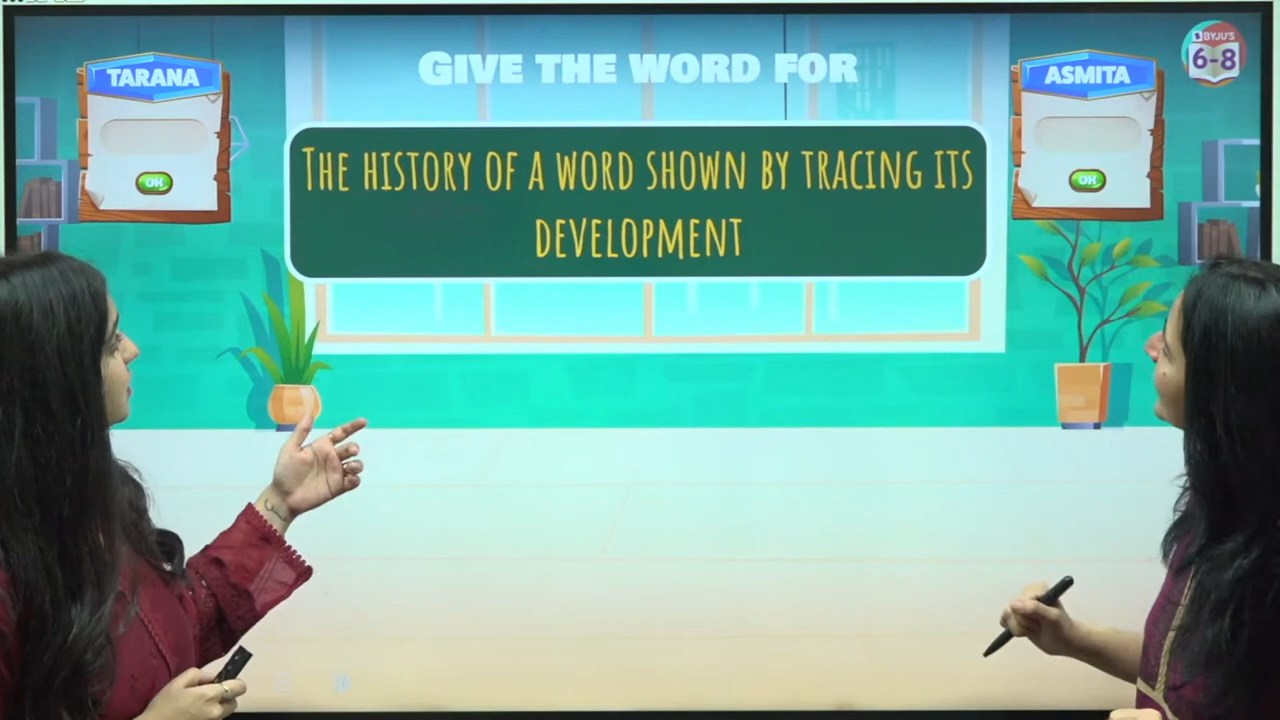 GIVE THE WORD FOR
TARANA
ASMITA
BYJU'S
6-8
THE HISTORY OF A WORD SHOWN BY TRACING ITS
DEVELOPMENT
OK
OK